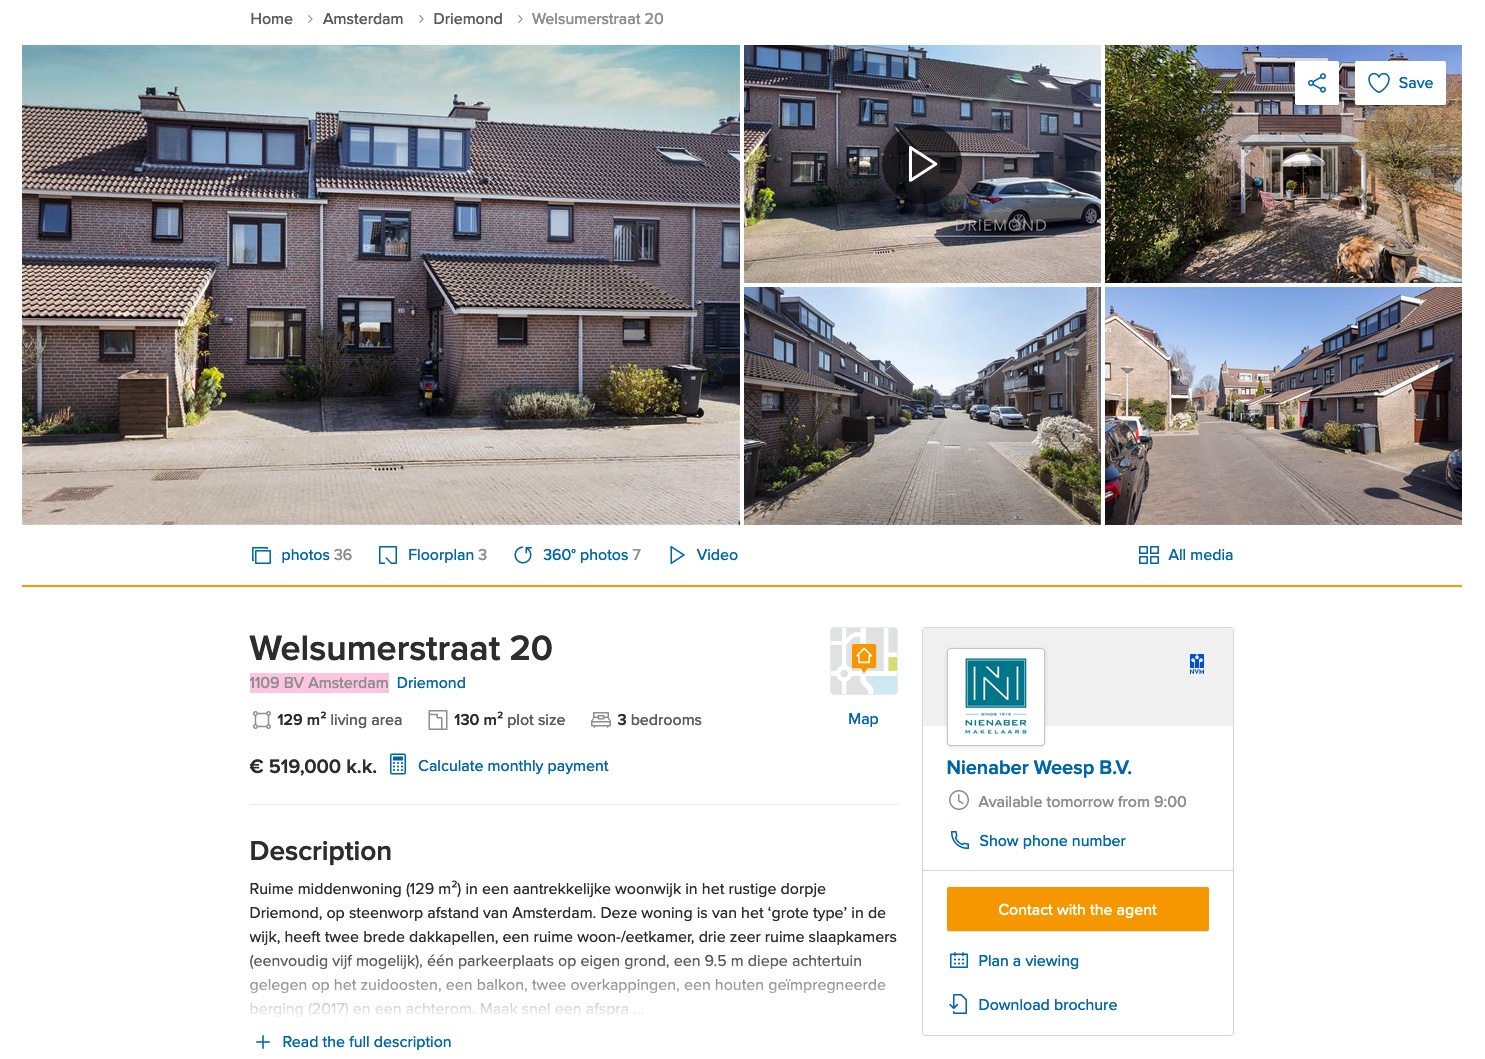 Home > Amsterdam > Driemond > Welsumerstraat 20
Save
DRIEMOND
photos 36
Floorplan 3
360° photos 7
Video
All media
Welsumerstraat 20
1109 BV Amsterdam Driemond
129 m² living area
130 m² plot size
3 bedrooms
Map
€ 519,000 k.k.
Calculate monthly payment
Description
Ruime middenwoning (129 m²) in een aantrekkelijke woonwijk in het rustige dorpje
Driemond, op steenworp afstand van Amsterdam. Deze woning is van het ‘grote type’ in de
wijk, heeft twee brede dakkapellen, een ruime woon-/eetkamer, drie zeer ruime slaapkamers
(eenvoudig vijf mogelijk), één parkeerplaats op eigen grond, een 9.5 m diepe achtertuin
gelegen op het zuidoosten, een balkon, twee overkappingen, een houten geïmpregneerde
berging (2017) en een achterom. Maak snel een afspra ...
+ Read the full description
NVM
N
SINDS 1915
NIENABER
MAKELAARS
Nienaber Weesp B.V.
Available tomorrow from 9:00
Show phone number
Contact with the agent
Plan a viewing
Download brochure